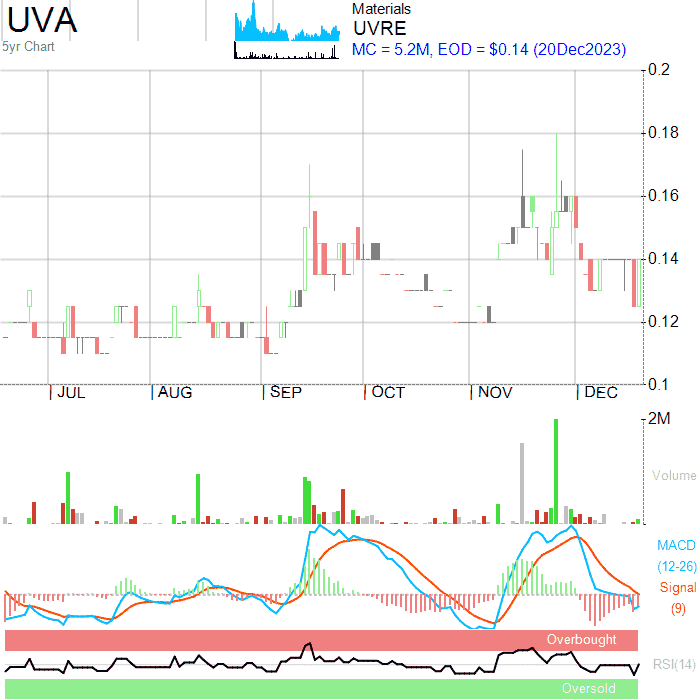 UVA
5yr Chart
Materials
UVRE
MC = 5.2M, EOD = $0.14 (20Dec2023)
0.2
0.18
0.16
0.14
0.12
0.1
JUL AUG SEP OCT NOV DEC
2M
Volume
MACD
(12-26)
Signal
(9)
Overbought
RSI(14)
Oversold